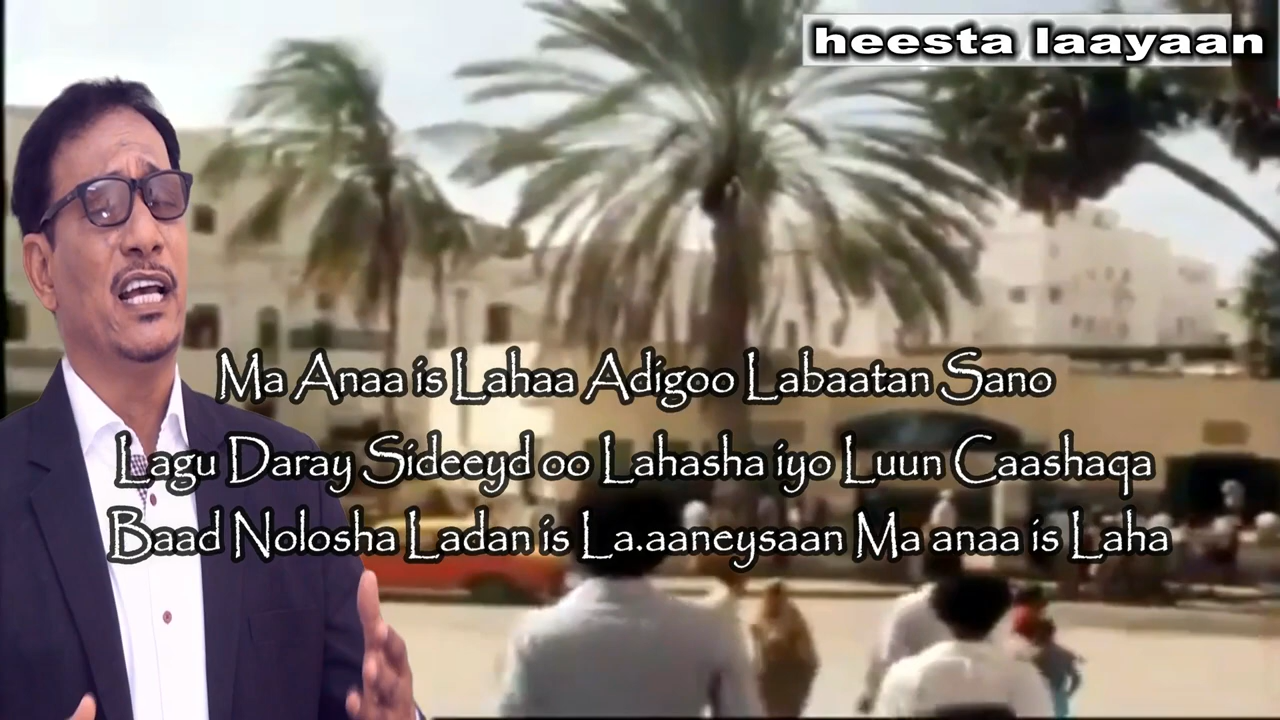 heesta laayaan
Ma Anaa is Lahaa Adigoo Labaatan Sano
Lagu Daray Sideeyd oo Lahasha iyo Luun Caashaqa
Baad Nolosha Ladan is La.aaneysaan Ma anaa is Laha